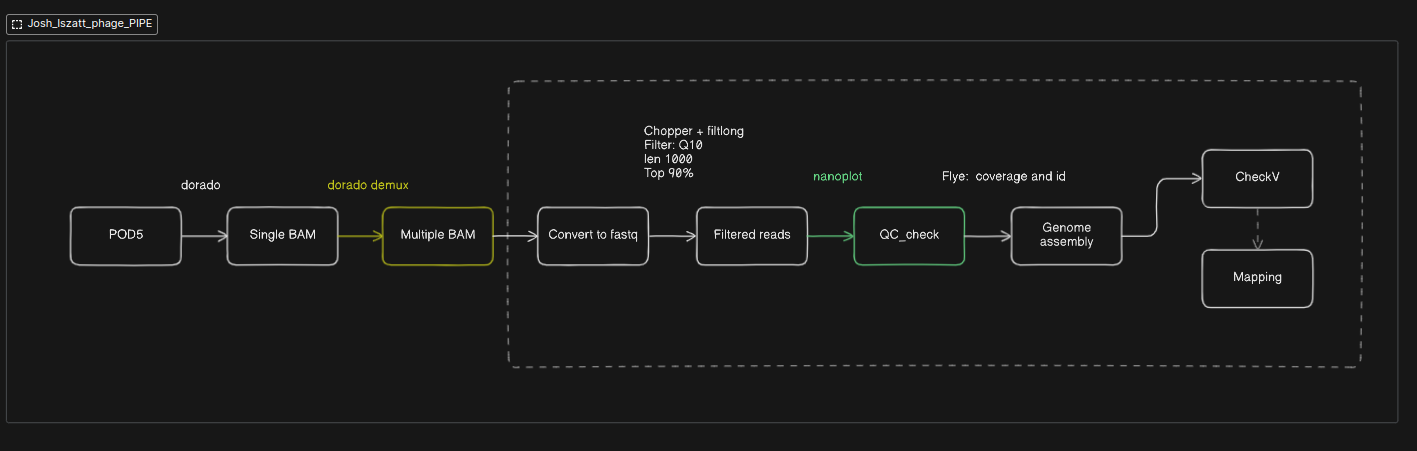 Josh_Iszatt_phage_PIPE
Chopper + filtlong
Filter: Q10
len 1000
Top 90%
dorado
dorado demux
nanoplot
Flye: coverage and id
POD5
Single BAM
Multiple BAM
Convert to fastq
Filtered reads
QC_check
Genome
assembly
CheckV
Mapping